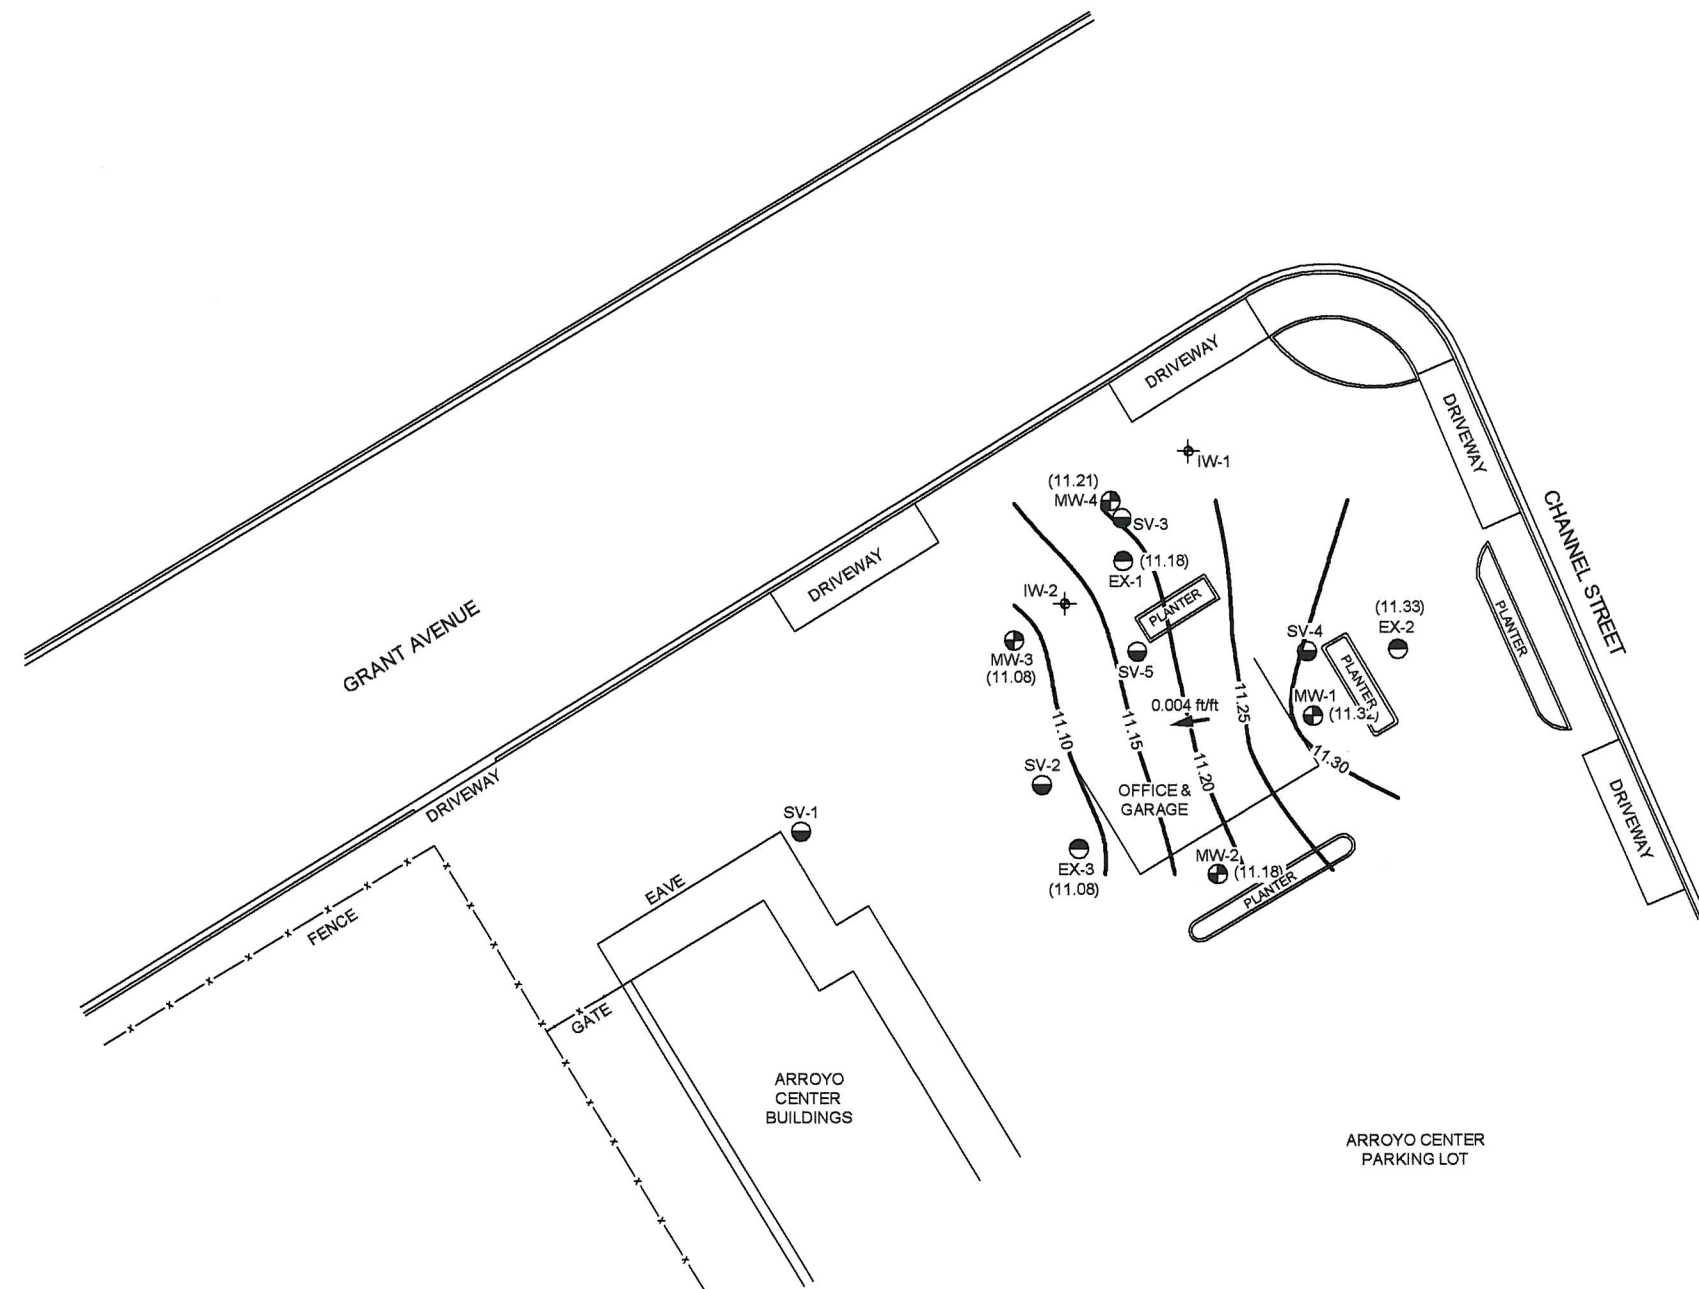 DRIVEWAY
DRIVEWAY
IW-1
(11.21)
MW-4
SV-3
CHANNEL STREET
(11.18)
EX-1
DRIVEWAY
IW-2
PLANTER
GRANT AVENUE
(11.33)
EX-2
SV-4
PLANTER
MW-3
(11.08)
SV-5
PLANTER
MW-1
0.004 ft/ft
11.10
11.15
11.25
11.20
11.30
SV-2
OFFICE &
GARAGE
DRIVEWAY
SV-1
DRIVEWAY
MW-2
(11.18)
EX-3
(11.08)
PLANTER
EAVE
FENCE
GATE
ARROYO
CENTER
BUILDINGS
ARROYO CENTER
PARKING LOT